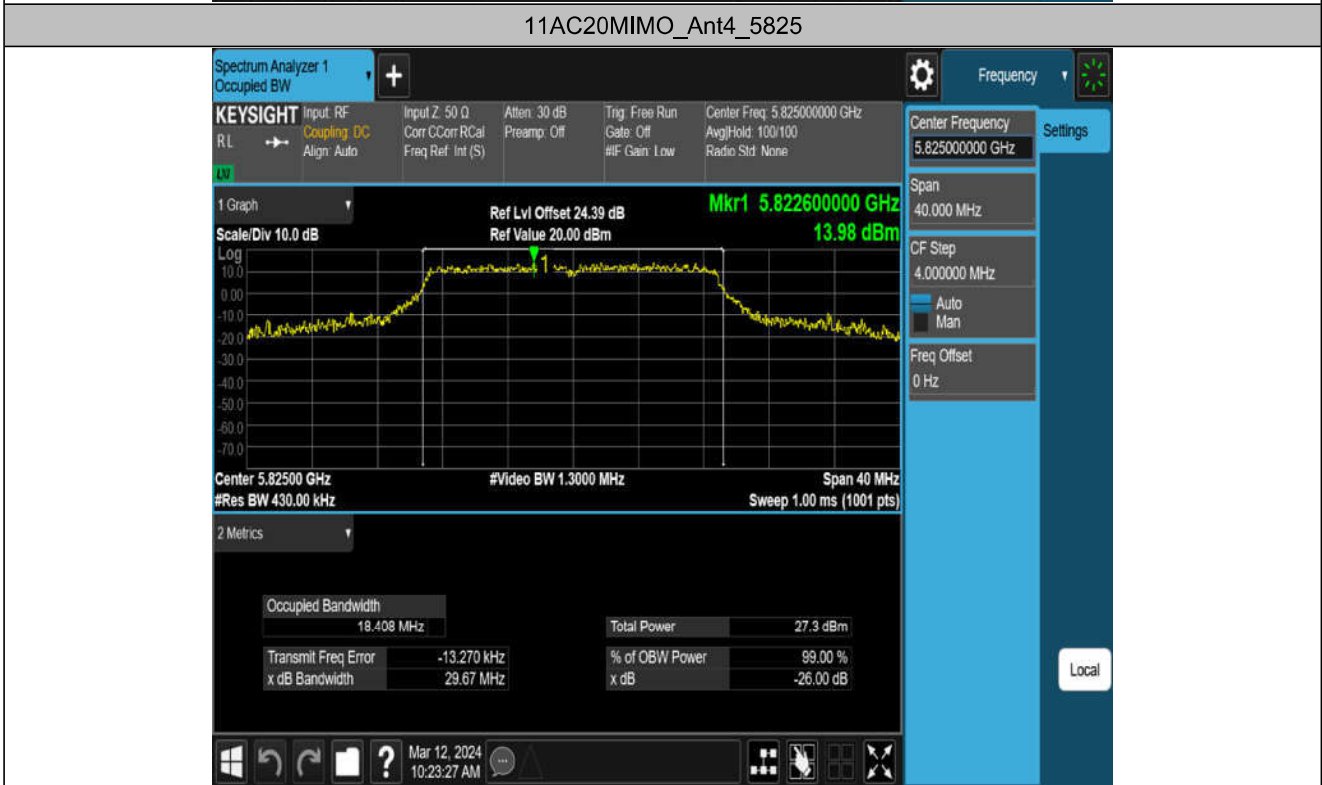 11AC20MIMO_Ant4_5825
Spectrum Analyzer 1
Occupied BW
Frequency
KEYSIGHT
R L
Input: RF
Coupling: DC
Align: Auto
Input Z: 50 Ω
Corr CCorr RCal
Freq Ref: Int (S)
Atten: 30 dB
Preamp: Off
Trig: Free Run
Gate: Off
#IF Gain: Low
Center Freq: 5.825000000 GHz
Avg|Hold: 100/100
Radio Std: None
Center Frequency
5.825000000 GHz
Settings
Span
40.000 MHz
CF Step
4.000000 MHz
Auto
Man
Freq Offset
0 Hz
1 Graph
Scale/Div 10.0 dB
Ref Lvl Offset 24.39 dB
Ref Value 20.00 dBm
Mkr1 5.822600000 GHz
13.98 dBm
Log
10.0
0.00
-10.0
-20.0
-30.0
-40.0
-50.0
-60.0
-70.0
1
Center 5.82500 GHz
#Res BW 430.00 kHz
#Video BW 1.3000 MHz
Span 40 MHz
Sweep 1.00 ms (1001 pts)
2 Metrics
Occupied Bandwidth
18.408 MHz
Total Power 27.3 dBm
Transmit Freq Error -13.270 kHz
% of OBW Power 99.00 %
x dB Bandwidth 29.67 MHz
x dB -26.00 dB
Local
Mar 12, 2024
10:23:27 AM